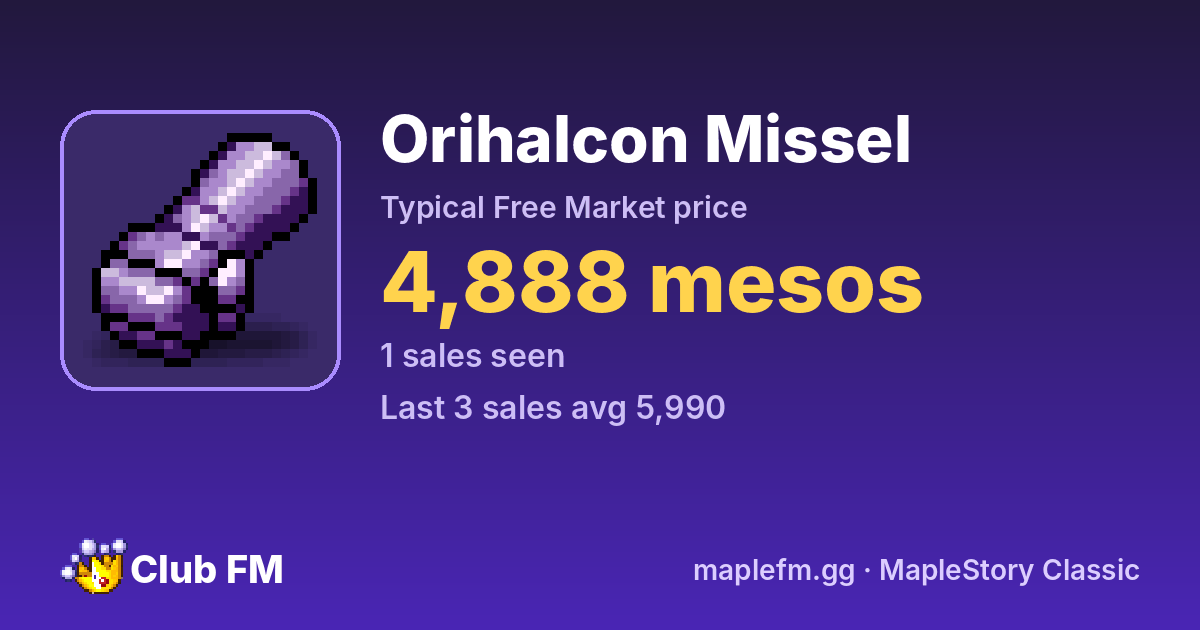 Orihalcon Missel
Typical Free Market price
4,888 mesos
1 sales seen
Last 3 sales avg 5,990
Club FM
maplefm.gg · MapleStory Classic